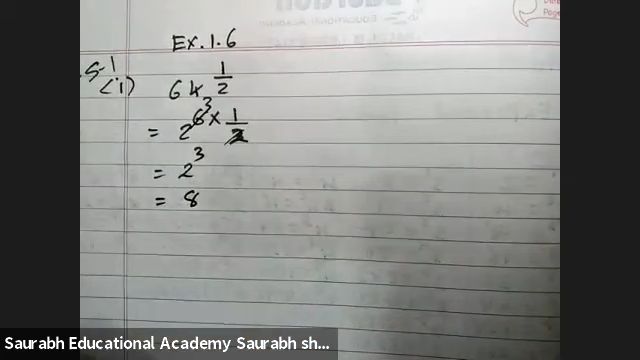 Ex.1.6
S-1
(i) 64 1/2
= 2 6 3 × 1/2
= 2 3
= 8
Saurabh Educational Academy Saurabh sh...